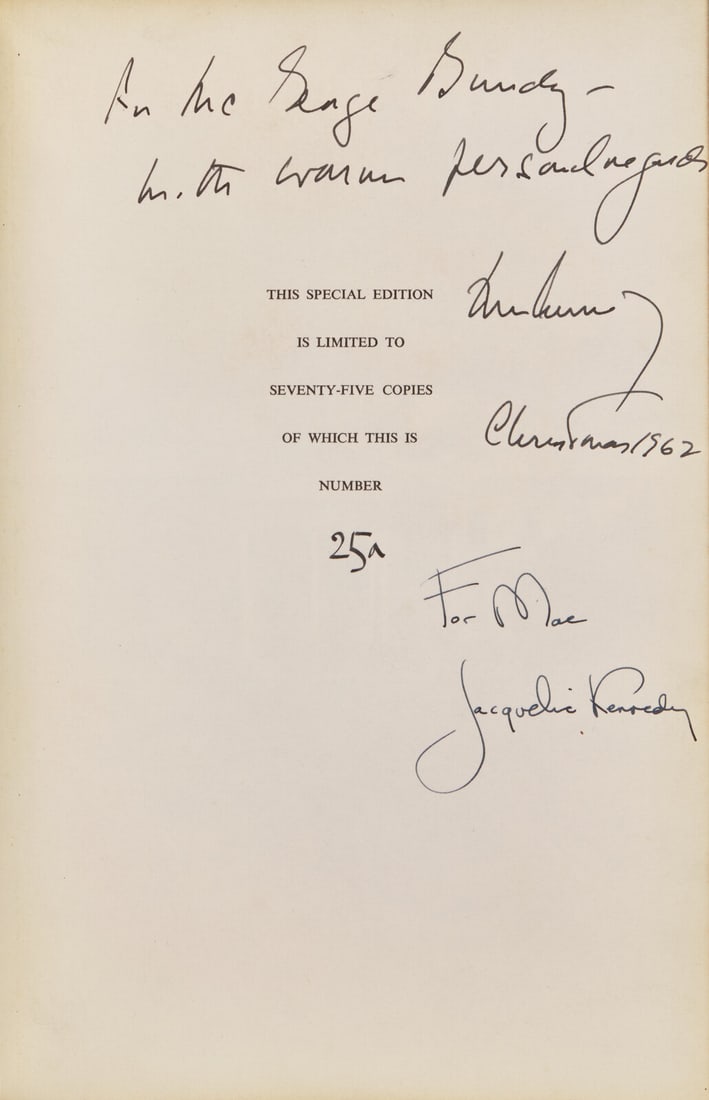 For McGeorge Bundy –
with warm personal regards
THIS SPECIAL EDITION
IS LIMITED TO
SEVENTY-FIVE COPIES
OF WHICH THIS IS
NUMBER
25a
Christmas 1962
For Mac
Jacqueline Kennedy